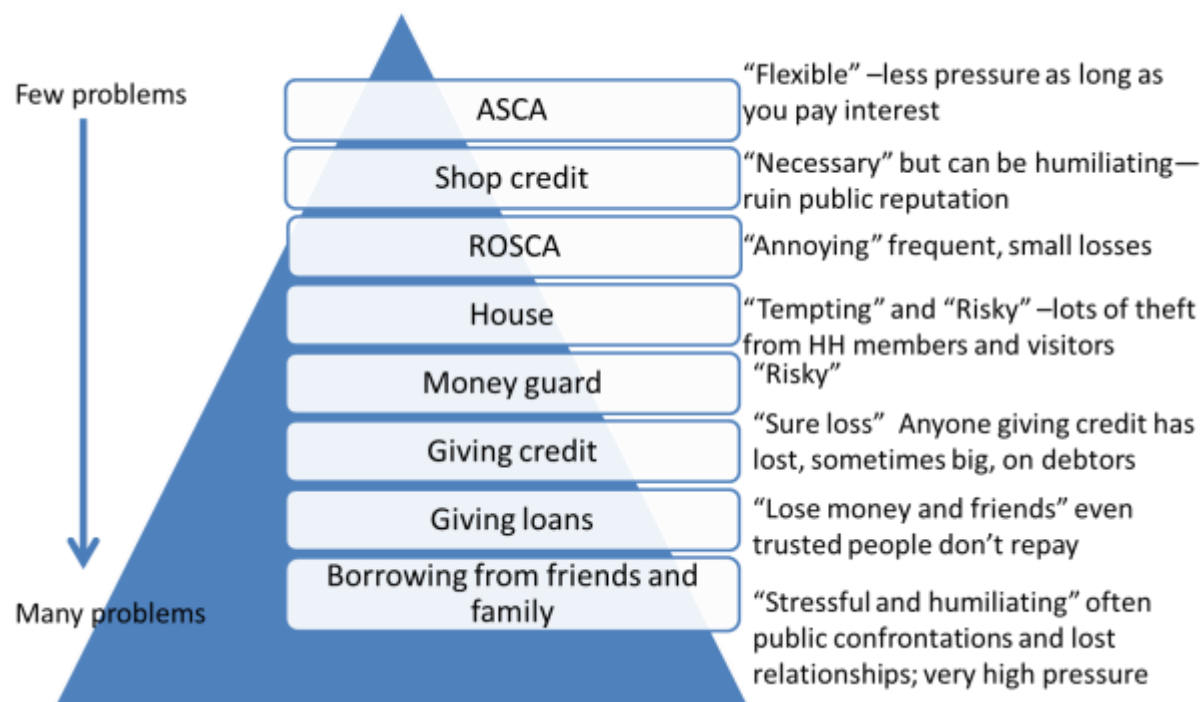 Few problems
ASCA
“Flexible” –less pressure as long as
you pay interest
Shop credit
“Necessary” but can be humiliating—
ruin public reputation
ROSCA
“Annoying” frequent, small losses
House
“Tempting” and “Risky” –lots of theft
from HH members and visitors
Money guard
“Risky”
Giving credit
“Sure loss”  Anyone giving credit has
lost, sometimes big, on debtors
Giving loans
“Lose money and friends” even
trusted people don’t repay
Borrowing from friends and
family
“Stressful and humiliating” often
public confrontations and lost
relationships; very high pressure
Many problems